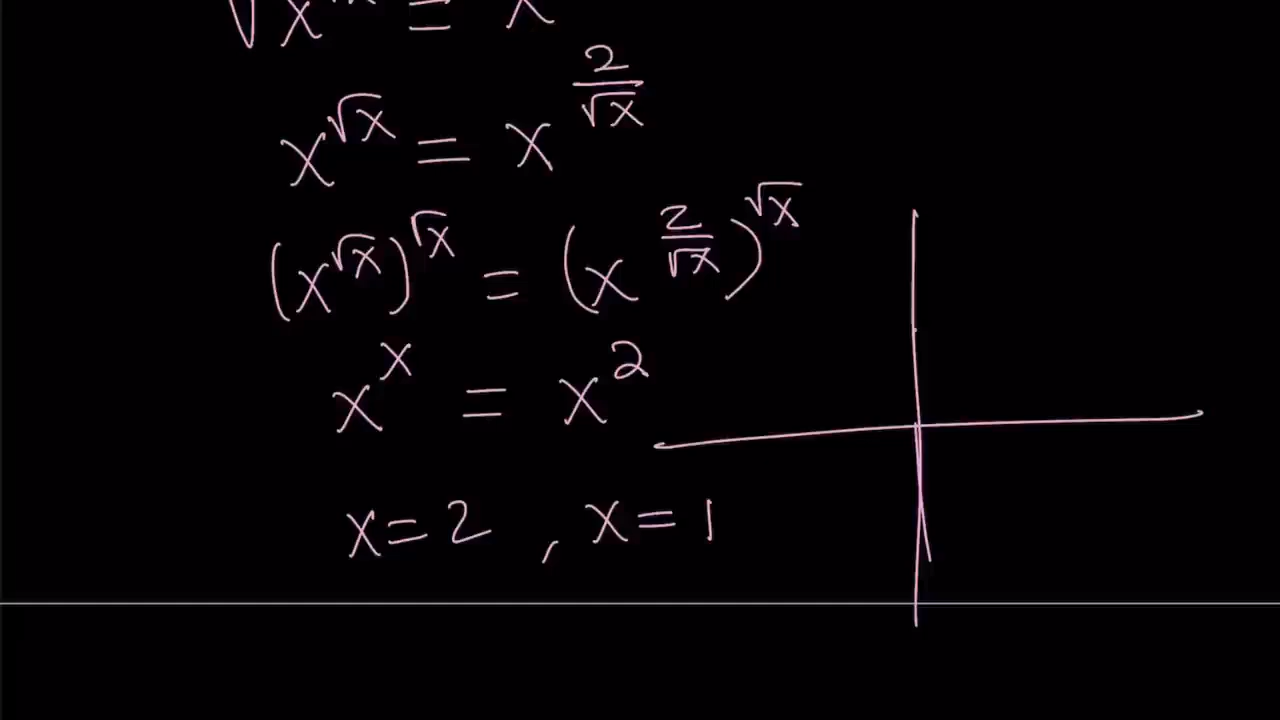 x^√x = x^(2/√x)
(x^√x)^√x = (x^(2/√x))^√x
x^x = x^2
x=2 , x=1